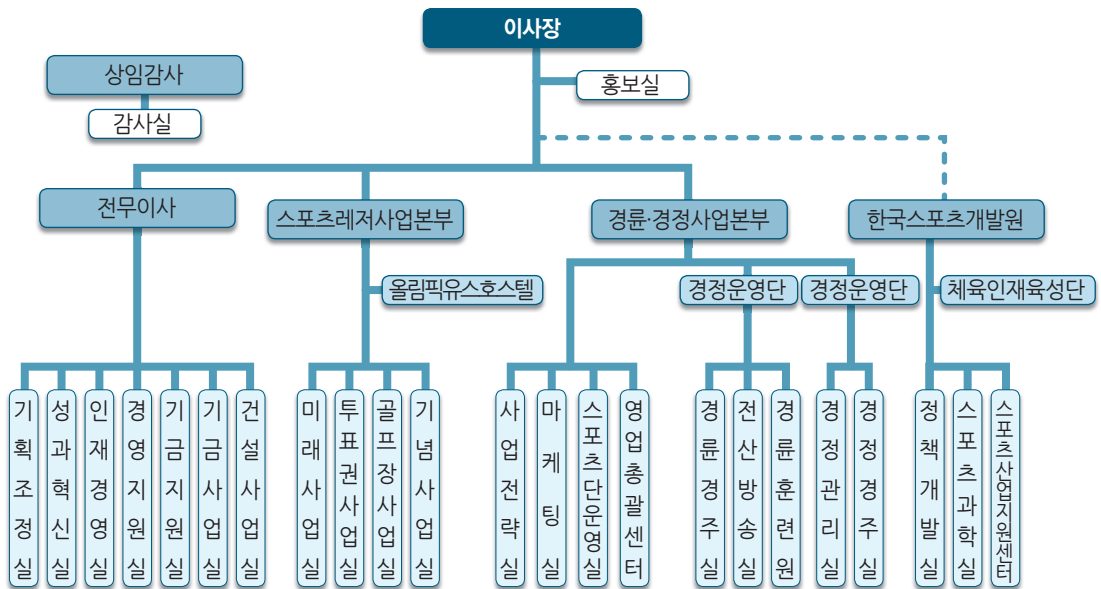 이사장
상임감사
홍보실
감사실
전무이사
스포츠레저사업본부
경륜·경정사업본부
한국스포츠개발원
올림픽유스호스텔
경정운영단
경정운영단
체육인재육성단
기획조정실
성과혁신실
인재경영실
경영지원실
기금지원실
기금사업실
건설사업실
미래사업실
투표권사업실
골프장사업실
기념사업실
사업전략실
마케팅실
스포츠단운영실
영업총괄센터
경륜경주실
전산방송실
경륜훈련원
경정관리실
경정경주실
정책개발실
스포츠과학실
스포츠산업지원센터